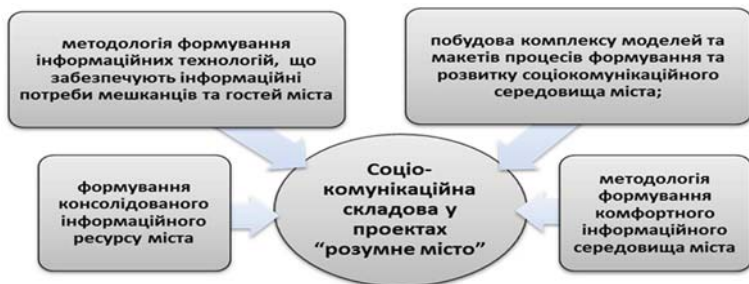 методологія формування
інформаційних технологій, що
забезпечують інформаційні
потреби мешканців та гостей міста
побудова комплексу моделей та
макетів процесів формування та
розвитку соціокомунікаційного
середовища міста;
формування
консолідованого
інформаційного
ресурсу міста
Соціо-
комунікаційна
складова у
проектах
“розумне місто”
методологія
формування
комфортного
інформаційного
середовища міста